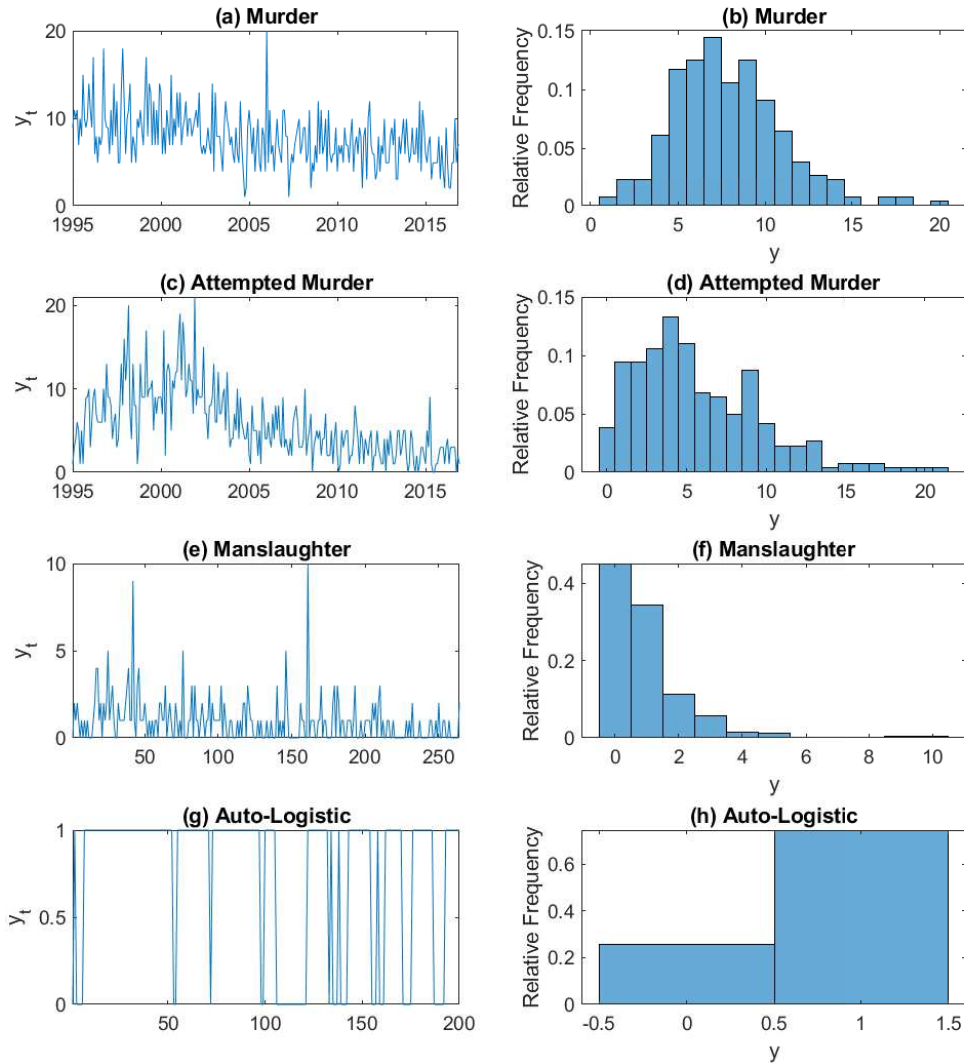 (a) Murder
y_t
20
10
0
1995 2000 2005 2010 2015
(b) Murder
Relative Frequency
0.15
0.1
0.05
0
0 5 10 15 20
y
(c) Attempted Murder
y_t
20
10
0
1995 2000 2005 2010 2015
(d) Attempted Murder
Relative Frequency
0.15
0.1
0.05
0
0 5 10 15 20
y
(e) Manslaughter
y_t
10
5
0
50 100 150 200 250
(f) Manslaughter
Relative Frequency
0.4
0.2
0
0 2 4 6 8 10
y
(g) Auto-Logistic
y_t
1
0.5
0
50 100 150 200
(h) Auto-Logistic
Relative Frequency
0.6
0.4
0.2
0
-0.5 0 0.5 1 1.5
y